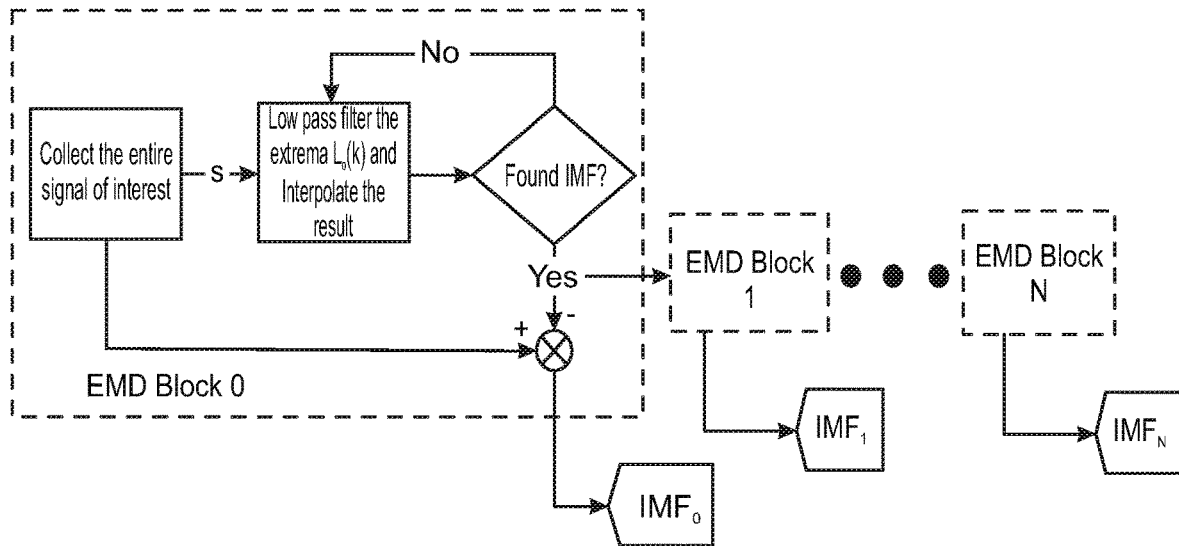 No
Collect the entire
signal of interest
s
Low pass filter the
extrema L₀(k) and
Interpolate the
result
Found IMF?
Yes
-
+
EMD Block 0
EMD Block
1
EMD Block
N
IMF₀
IMF₁
IMF_N